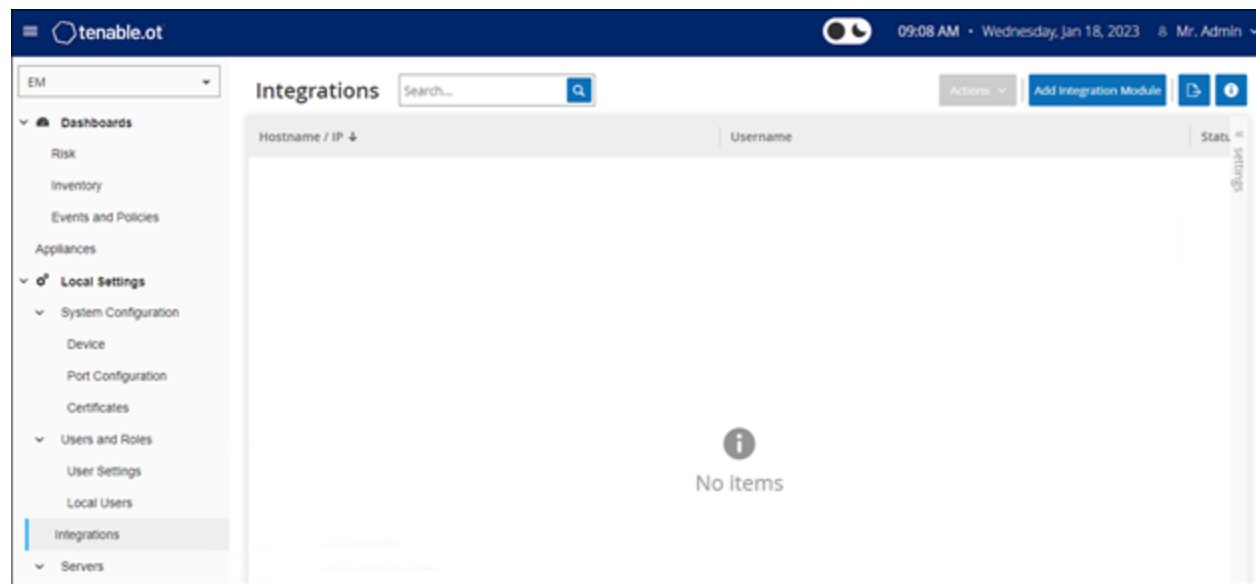 tenable.ot
09:08 AM • Wednesday, Jan 18, 2023 Mr. Admin
EM
Integrations
Search...
Actions
Add Integration Module
Dashboards
Risk
Inventory
Events and Policies
Appliances
Local Settings
System Configuration
Device
Port Configuration
Certificates
Users and Roles
User Settings
Local Users
Integrations
Servers
Hostname / IP
Username
Statu
settings
No items